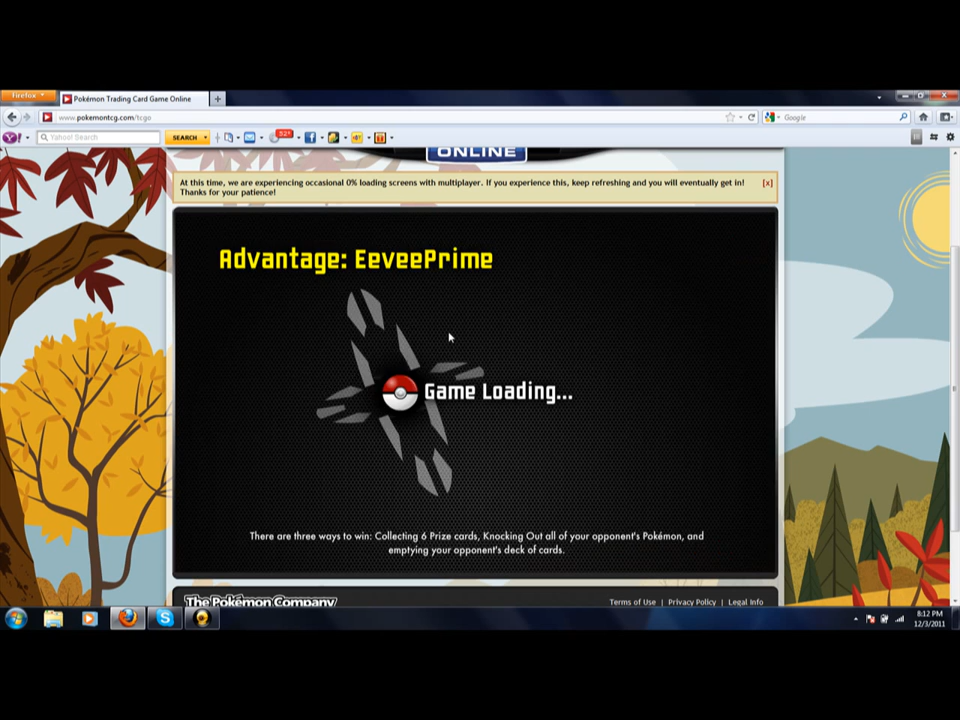 Firefox
Pokémon Trading Card Game Online
www.pokemontcg.com/tcgo
Google
Yahoo! Search
SEARCH
52°
ONLINE
At this time, we are experiencing occasional 0% loading screens with multiplayer. If you experience this, keep refreshing and you will eventually get in!
Thanks for your patience!
[x]
Advantage: EeveePrime
Game Loading...
There are three ways to win: Collecting 6 Prize cards, Knocking Out all of your opponent's Pokémon, and
emptying your opponent's deck of cards.
The Pokémon Company
Terms of Use | Privacy Policy | Legal Info
8:12 PM
12/3/2011